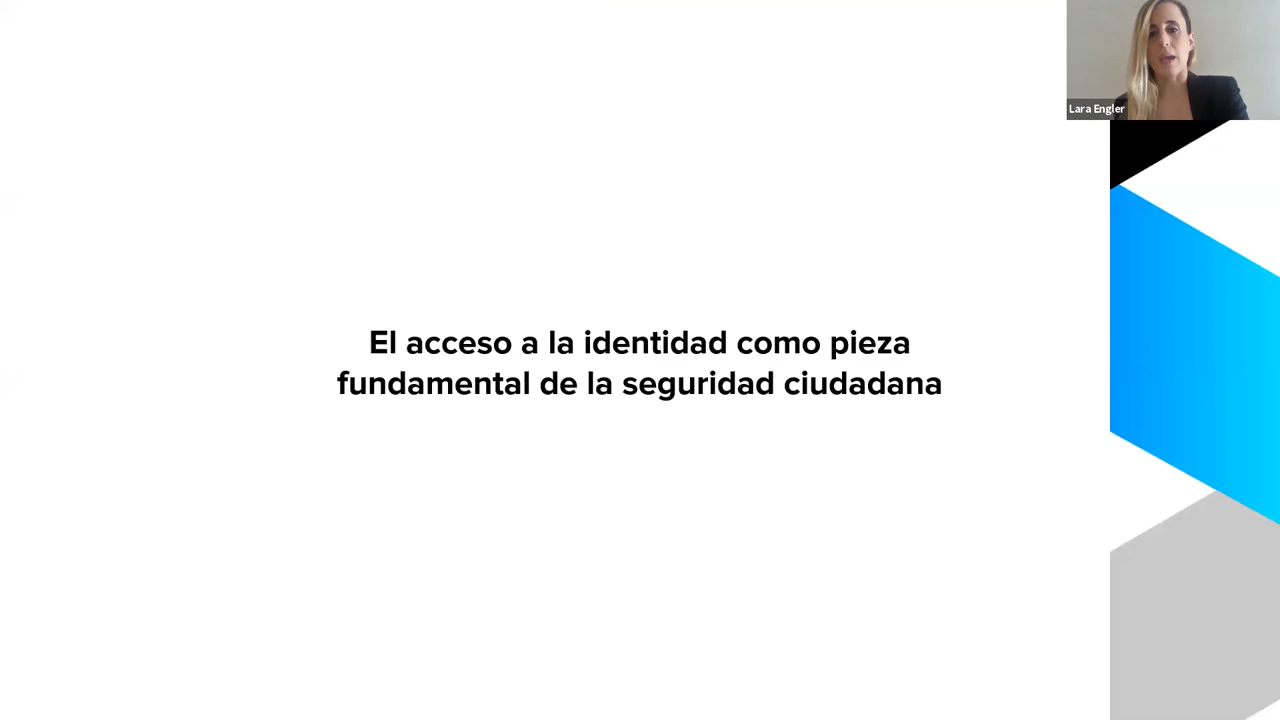 Lara Engler
El acceso a la identidad como pieza
fundamental de la seguridad ciudadana